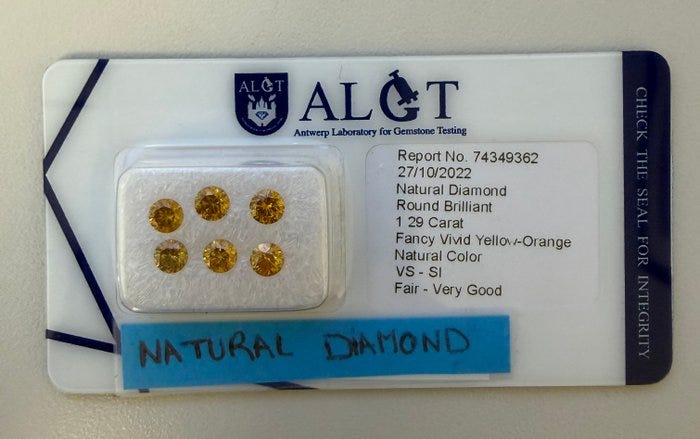 ALGT
ALGT
Antwerp Laboratory for Gemstone Testing
Report No. 74349362
27/10/2022
Natural Diamond
Round Brilliant
1 29 Carat
Fancy Vivid Yellow-Orange
Natural Color
VS - SI
Fair - Very Good
NATURAL DIAMOND
CHECK THE SEAL FOR INTEGRITY